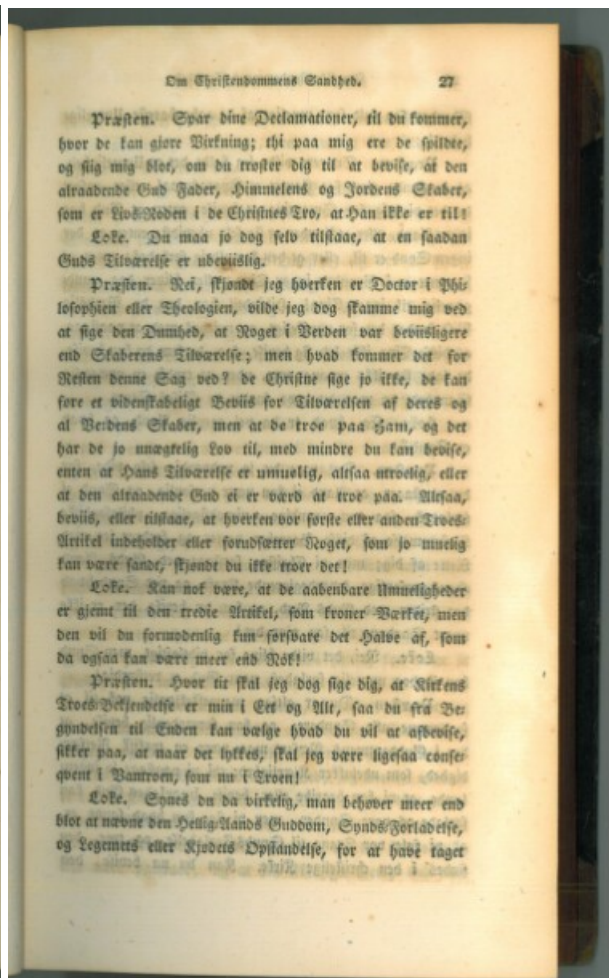 Om Christendommens Sandhed. 27
Præsten. Spar dine Declamationer, til du kommer,
hvor de kan gjøre Virkning; thi paa mig ere de spildte,
og siig mig blot, om du trøster dig til at bevise, at den
alraadende Gud Fader, Himmelens og Jordens Skaber,
som er Livs-Roden i de Christnes Tro, at Han ikke er til!
Loke. Du maa jo dog selv tilstaae, at en saadan
Guds Tilværelse er ubeviislig.
Præsten. Nei, skjøndt jeg hverken er Doctor i Phi-
losophien eller Theologien, vilde jeg dog skamme mig ved
at sige den Dumhed, at Noget i Verden var beviisligere
end Skaberens Tilværelse; men hvad kommer det for
Resten denne Sag ved? de Christne sige jo ikke, de kan
føre et videnskabeligt Beviis for Tilværelsen af deres og
al Verdens Skaber, men at de troe paa Ham, og det
har de jo unægtelig Lov til, med mindre du kan bevise,
enten at Hans Tilværelse er umuelig, altsaa utroelig, eller
at den alraadende Gud ei er værd at troe paa. Altsaa,
beviis, eller tilstaae, at hverken vor første eller anden Troes-
Artikel indeholder eller forudsætter Noget, som jo muelig
kan være sandt, skjøndt du ikke troer det!
Loke. Kan nok være, at de aabenbare Umueligheder
er gjemt til den tredie Artikel, som kroner Værket, men
den vil du formodenlig kun forsvare det Halve af, som
da ogsaa kan være meer end Nok!
Præsten. Hvor tit skal jeg dog sige dig, at Kirkens
Troes-Bekjendelse er min i Eet og Alt, saa du fra Be-
gyndelsen til Enden kan vælge hvad du vil at afbevise,
sikker paa, at naar det lykkes, skal jeg være ligesaa conse-
qvent i Vantroen, som nu i Troen!
Loke. Synes du da virkelig, man behøver meer end
blot at nævne den Hellig-Aands Guddom, Synds-Forladelse,
og Legemets eller Kjødets Opstandelse, for at have taget